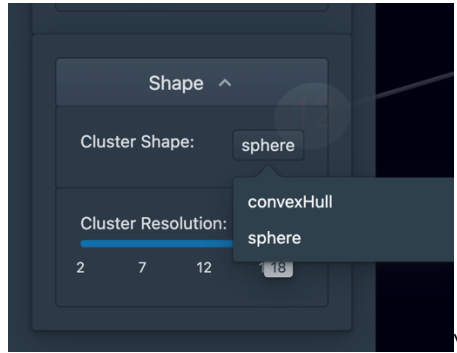 Shape
Cluster Shape:
sphere
convexHull
sphere
Cluster Resolution:
2 7 12 18